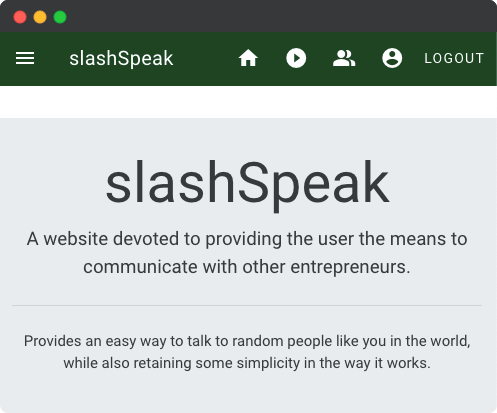 slashSpeak LOGOUT
slashSpeak
A website devoted to providing the user the means to
communicate with other entrepreneurs.
Provides an easy way to talk to random people like you in the world,
while also retaining some simplicity in the way it works.